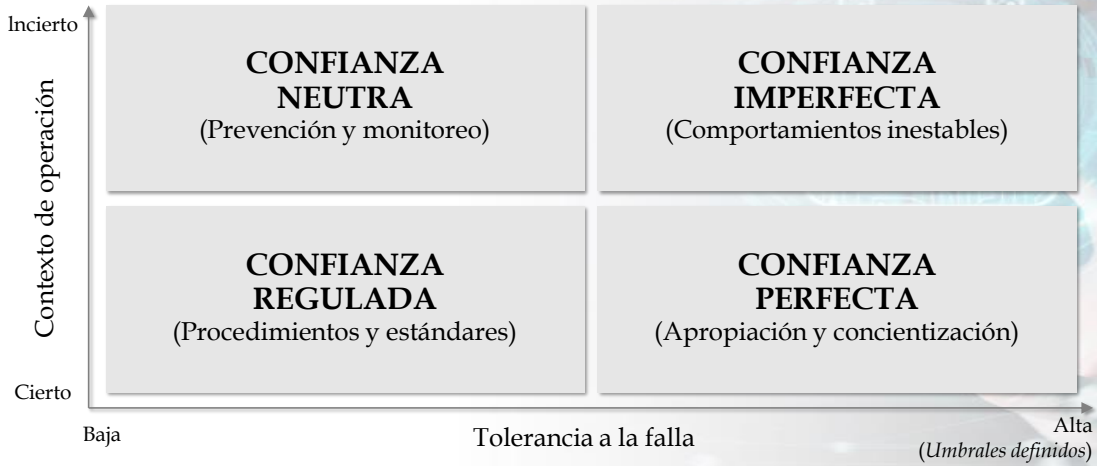 Incierto
CONFIANZA
NEUTRA
(Prevención y monitoreo)
CONFIANZA
IMPERFECTA
(Comportamientos inestables)
Contexto de operación
CONFIANZA
REGULADA
(Procedimientos y estándares)
CONFIANZA
PERFECTA
(Apropiación y concientización)
Cierto
Baja
Tolerancia a la falla
Alta
(Umbrales definidos)